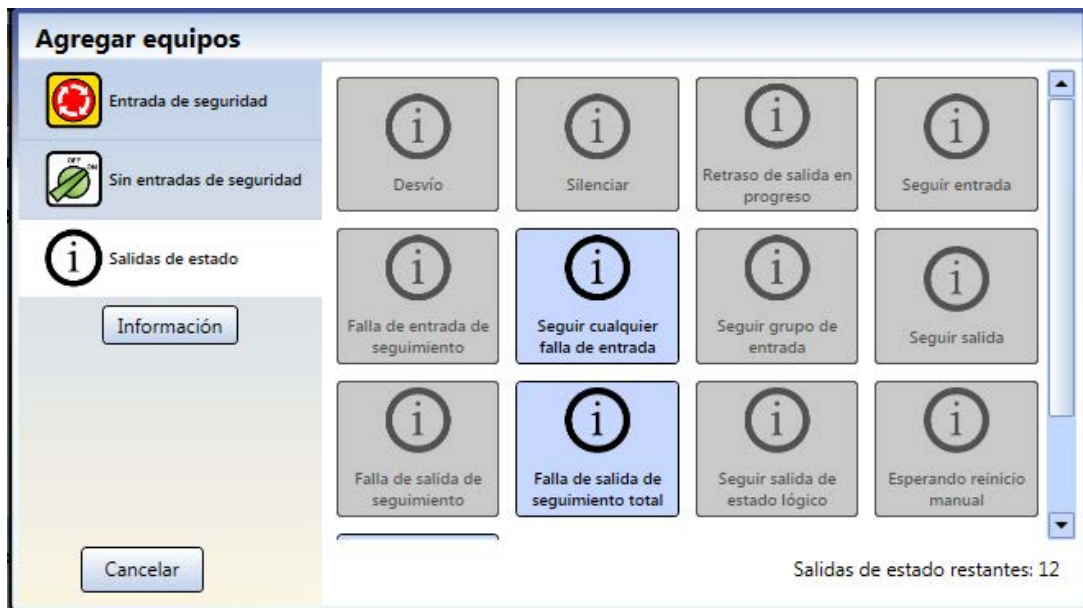 Agregar equipos
Entrada de seguridad
OFF
ON
Sin entradas de seguridad
i
Salidas de estado
Información
i
Desvío
i
Silenciar
i
Retraso de salida en
progreso
i
Seguir entrada
i
Falla de entrada de
seguimiento
i
Seguir cualquier
falla de entrada
i
Seguir grupo de
entrada
i
Seguir salida
i
Falla de salida de
seguimiento
i
Falla de salida de
seguimiento total
i
Seguir salida de
estado lógico
i
Esperando reinicio
manual
Cancelar
Salidas de estado restantes: 12